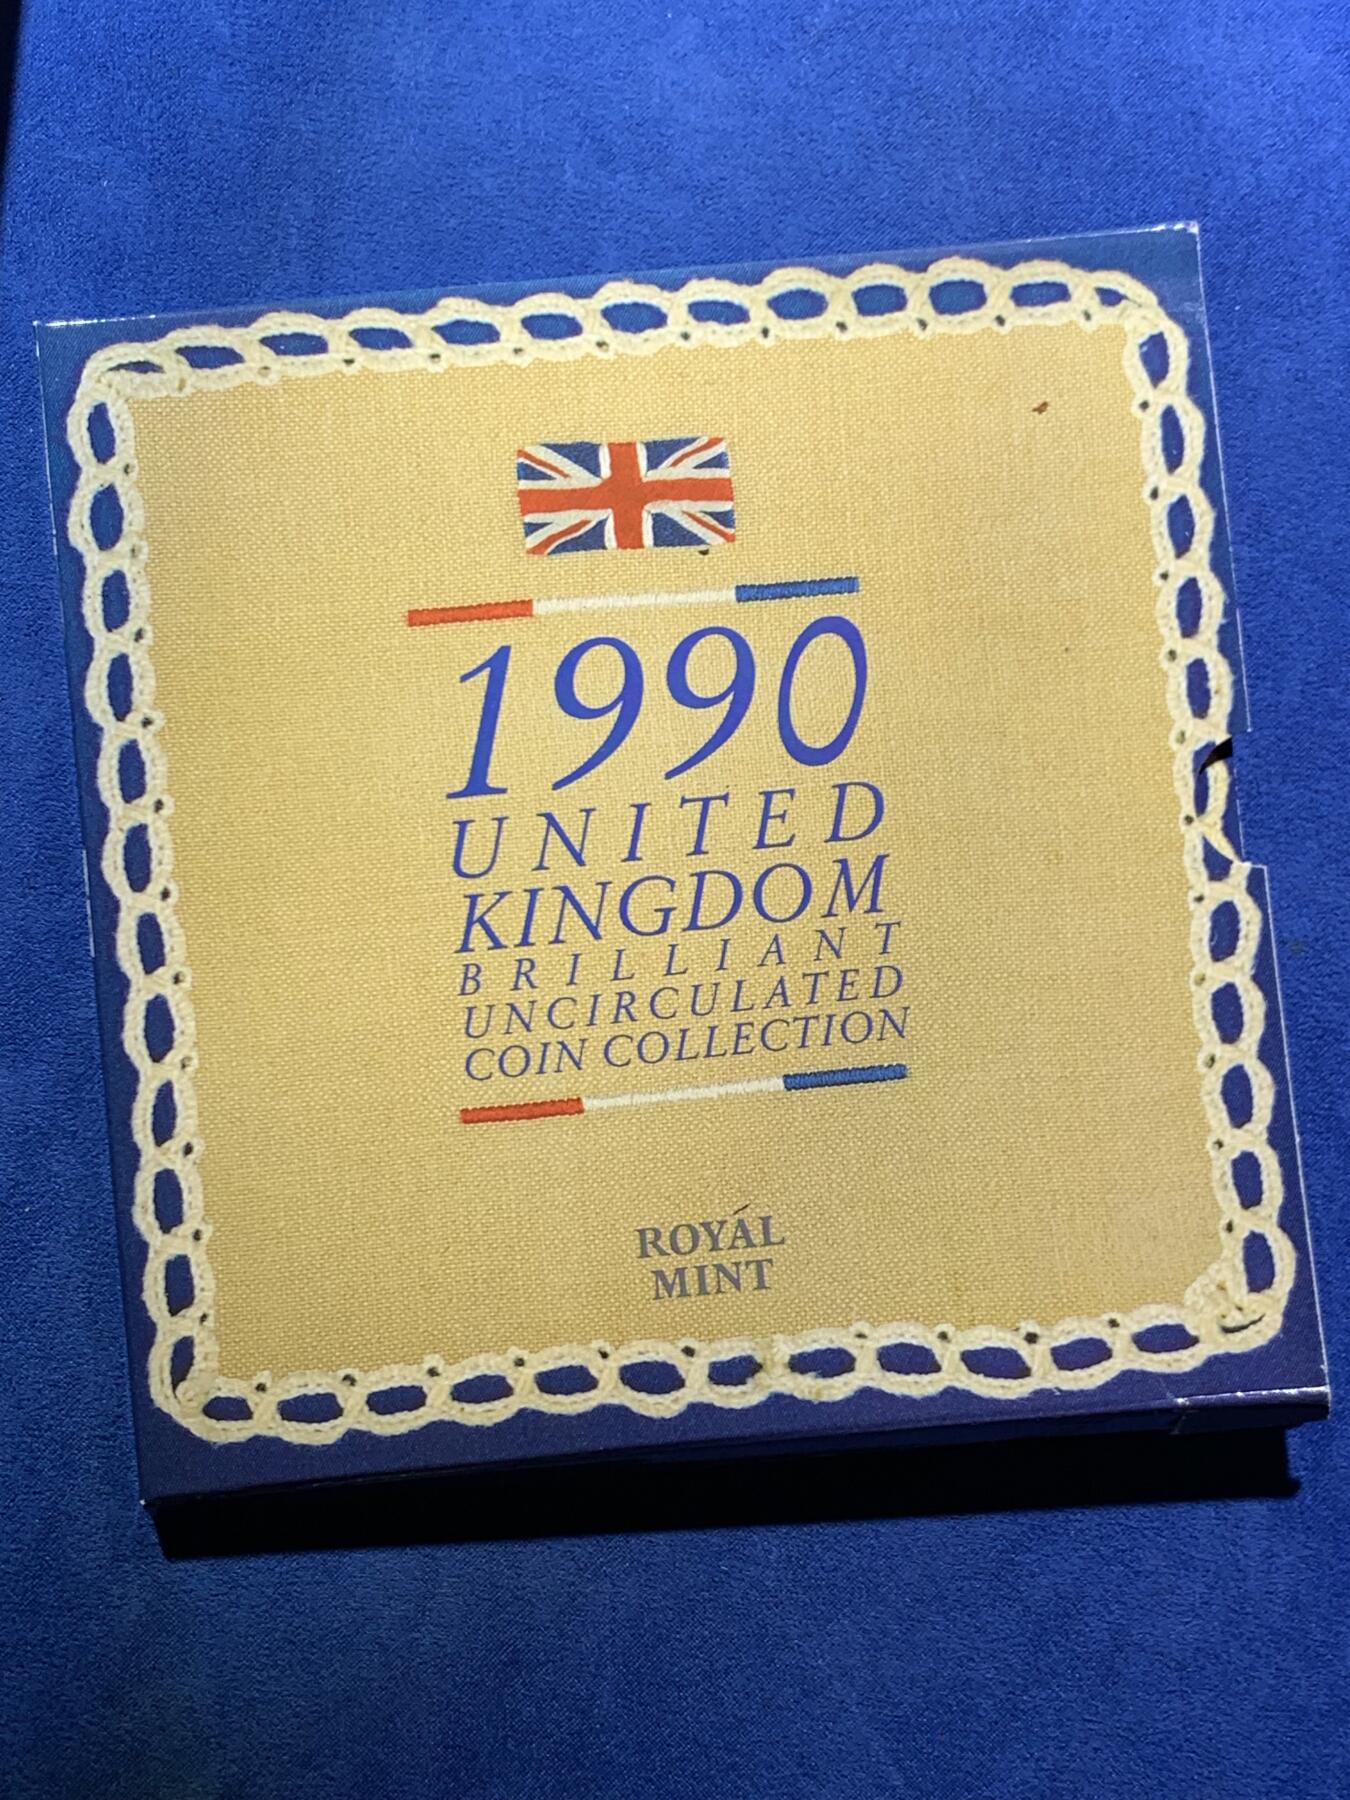 1990
UNITED
KINGDOM
BRILLIANT
UNCIRCULATED
COIN COLLECTION
ROYAL
MINT